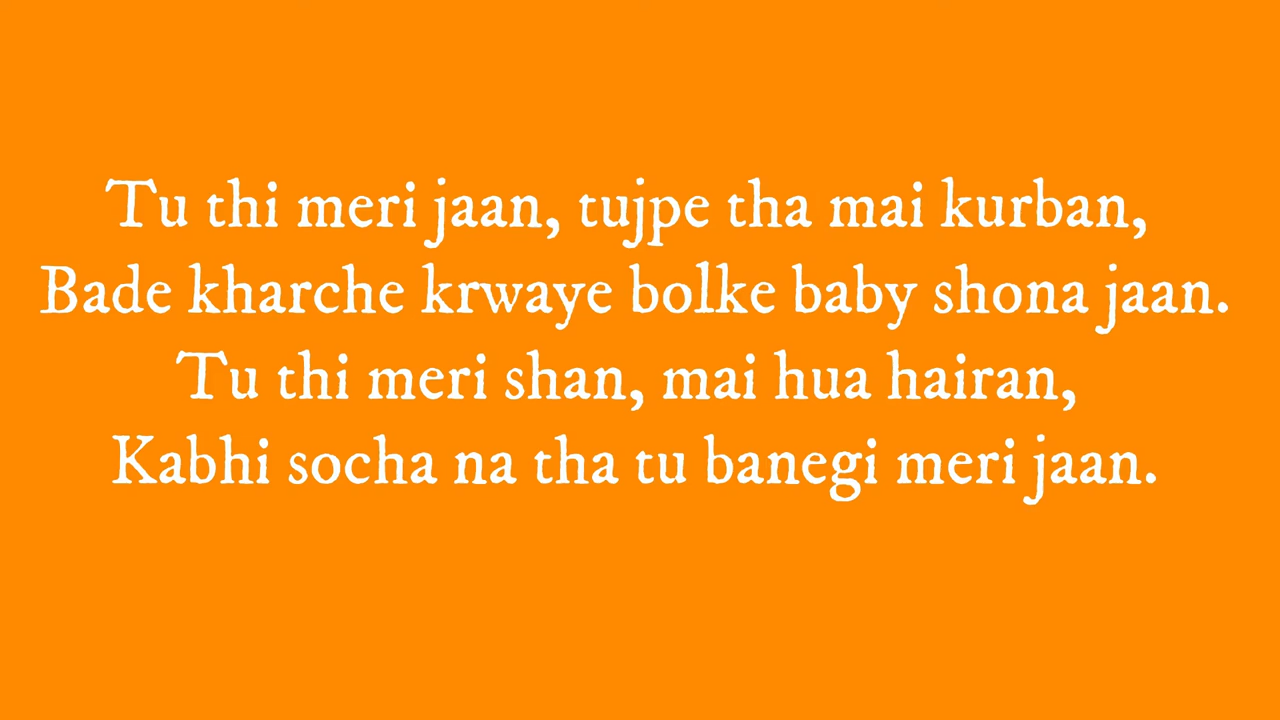 Tu thi meri jaan, tujpe tha mai kurban,
Bade kharche krwaye bolke baby shona jaan.
Tu thi meri shan, mai hua hairan,
Kabhi socha na tha tu banegi meri jaan.